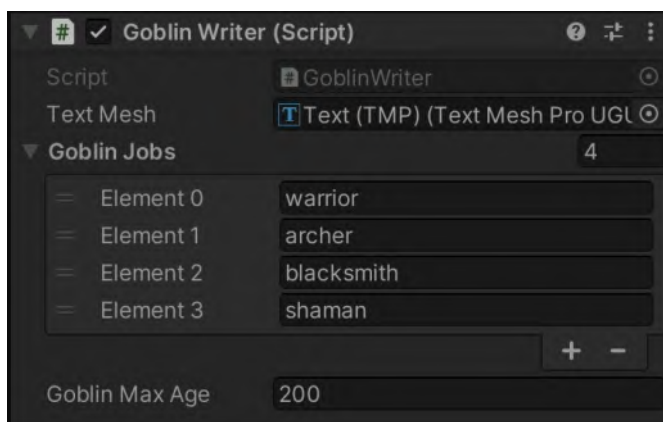 # Goblin Writer (Script)
Script # GoblinWriter
Text Mesh T Text (TMP) (Text Mesh Pro UGU
Goblin Jobs 4
Element 0 warrior
Element 1 archer
Element 2 blacksmith
Element 3 shaman
+ −
Goblin Max Age 200